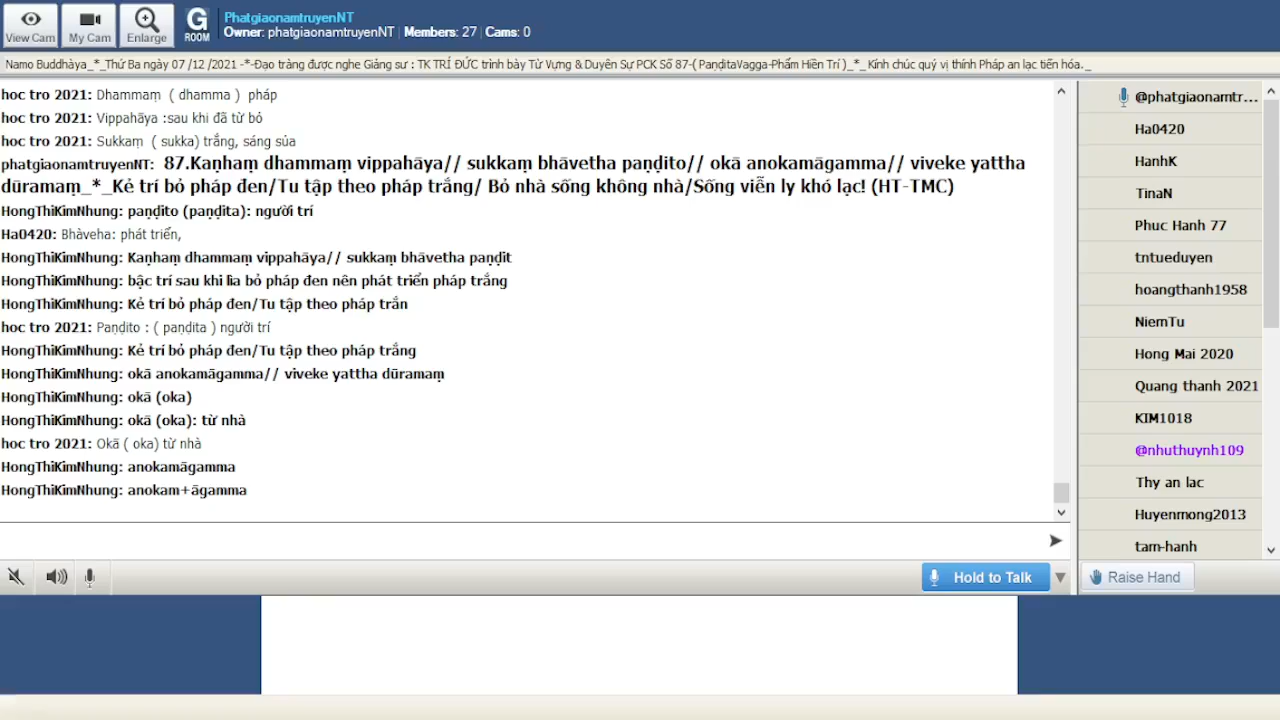 View Cam
My Cam
Enlarge
G
ROOM
PhatgiaonamtruyenNT
Owner: phatgiaonamtruyenNT | Members: 27 | Cams: 0
Namo Buddhàya_*_Thứ Ba ngày 07 /12 /2021 -*-Đạo tràng được nghe Giảng sư : TK TRÍ ĐỨC trình bày Từ Vựng & Duyên Sự PCK Số 87-( PaṇḍitaVagga-Phẩm Hiền Trí )_*_ Kính chúc quý vị thính Pháp an lạc tiến hóa._
hoc tro 2021: Dhammaṃ ( dhamma ) pháp
hoc tro 2021: Vippahāya :sau khi đã từ bỏ
hoc tro 2021: Sukkaṃ ( sukka) trắng, sáng sủa
phatgiaonamtruyenNT: 87.Kaṇhaṃ dhammaṃ vippahāya// sukkaṃ bhāvetha paṇḍito// okā anokamāgamma// viveke yattha
dūramaṃ_*_Kẻ trí bỏ pháp đen/Tu tập theo pháp trắng/ Bỏ nhà sống không nhà/Sống viễn ly khó lạc! (HT-TMC)
HongThiKimNhung: paṇḍito (paṇḍita): người trí
Ha0420: Bhàveha: phát triển,
HongThiKimNhung: Kaṇhaṃ dhammaṃ vippahāya// sukkaṃ bhāvetha paṇḍit
HongThiKimNhung: bậc trí sau khi lìa bỏ pháp đen nên phát triển pháp trắng
HongThiKimNhung: Kẻ trí bỏ pháp đen/Tu tập theo pháp trắn
hoc tro 2021: Paṇḍito : ( paṇḍita ) người trí
HongThiKimNhung: Kẻ trí bỏ pháp đen/Tu tập theo pháp trắng
HongThiKimNhung: okā anokamāgamma// viveke yattha dūramaṃ
HongThiKimNhung: okā (oka)
HongThiKimNhung: okā (oka): từ nhà
hoc tro 2021: Okā ( oka) từ nhà
HongThiKimNhung: anokamāgamma
HongThiKimNhung: anokam+āgamma
@phatgiaonamtr...
Ha0420
HanhK
TinaN
Phuc Hanh 77
tntueduyen
hoangthanh1958
NiemTu
Hong Mai 2020
Quang thanh 2021
KIM1018
@nhuthuynh109
Thy an lac
Huyenmong2013
tam-hanh
Hold to Talk
Raise Hand